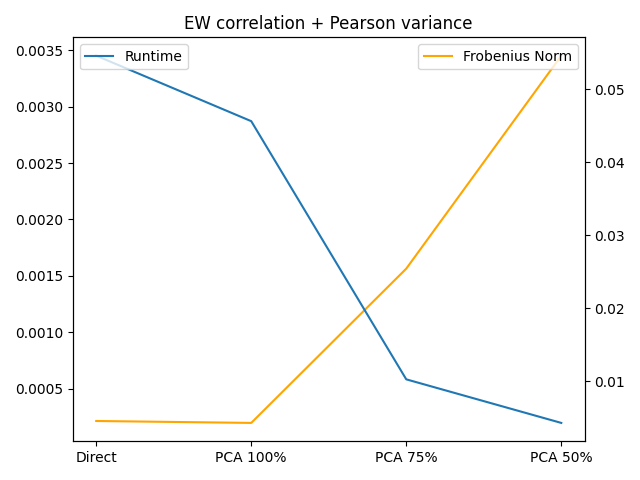 EW correlation + Pearson variance
Runtime
Frobenius Norm
0.0035
0.0030
0.0025
0.0020
0.0015
0.0010
0.0005
0.05
0.04
0.03
0.02
0.01
Direct
PCA 100%
PCA 75%
PCA 50%